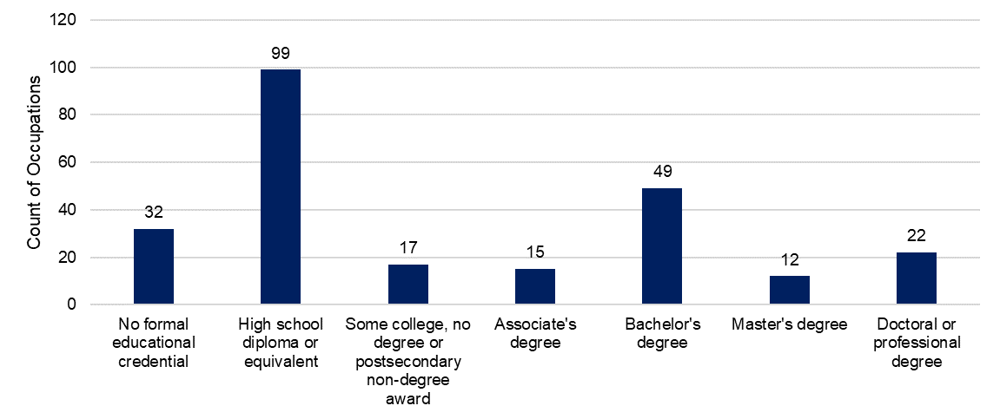 120
100
80
60
40
20
0
Count of Occupations
32
99
17
15
49
12
22
No formal
educational
credential
High school
diploma or
equivalent
Some college, no
degree or
postsecondary
non-degree
award
Associate's
degree
Bachelor's
degree
Master's degree
Doctoral or
professional
degree